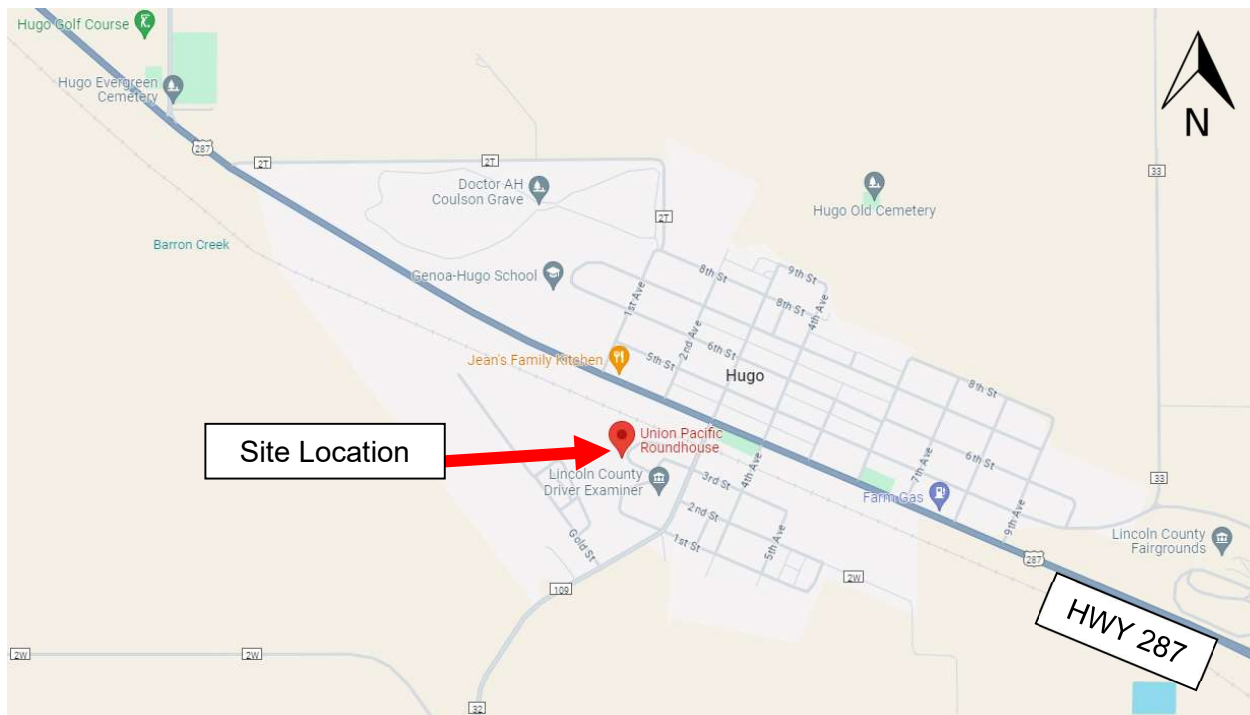 Hugo Golf Course
Hugo Evergreen
Cemetery
N
287
2T
2T
33
Doctor AH
Coulson Grave
Hugo Old Cemetery
2T
Barron Creek
Genoa-Hugo School
8th St
9th St
1st Ave
8th St
4th Ave
2nd Ave
Jean's Family Kitchen
5th St
6th St
Hugo
8th St
Site Location
Union Pacific
Roundhouse
Lincoln County
Driver Examiner
3rd St
4th Ave
7th Ave
6th St
33
Farm Gas
2nd St
9th Ave
Gold St
1st St
5th Ave
Lincoln County
Fairgrounds
287
2W
109
HWY 287
2W
2W
32